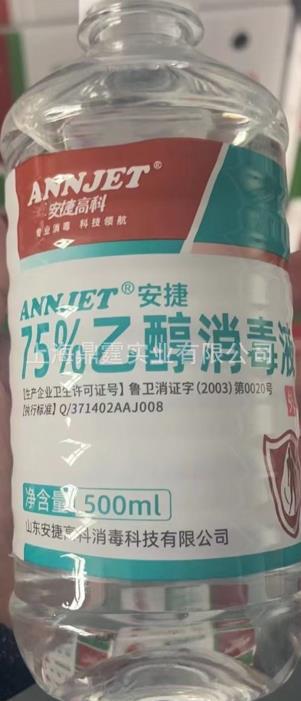 ANNJET®
安捷高科
专业消毒 科技领航
ANNJET®安捷
75%乙醇消毒液
上海鼎霆实业有限公司
【生产企业卫生许可证号】鲁卫消证字(2003)第0020号
【执行标准】Q/371402AAJ008
净含量 500ml
山东安捷高科消毒科技有限公司